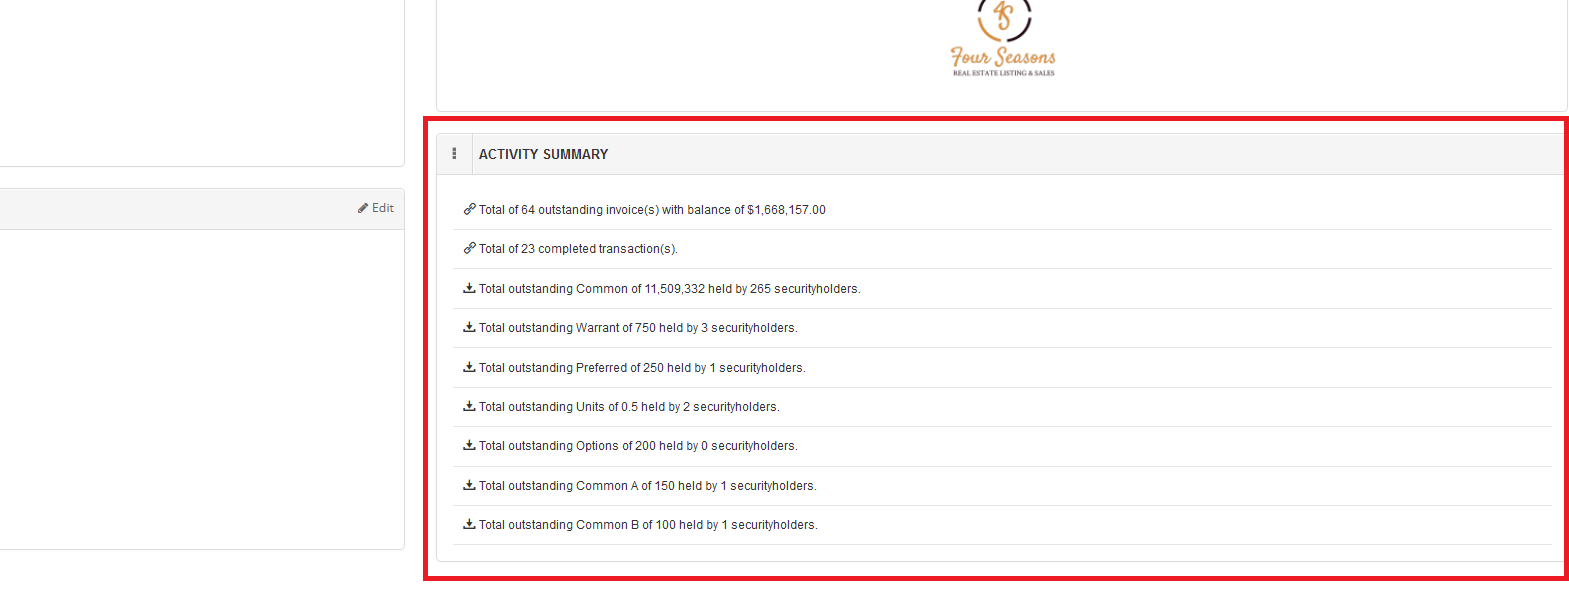 4S
Four Seasons
REAL ESTATE LISTING & SALES
Edit
ACTIVITY SUMMARY
Total of 64 outstanding invoice(s) with balance of $1,668,157.00
Total of 23 completed transaction(s).
Total outstanding Common of 11,509,332 held by 265 securityholders.
Total outstanding Warrant of 750 held by 3 securityholders.
Total outstanding Preferred of 250 held by 1 securityholders.
Total outstanding Units of 0.5 held by 2 securityholders.
Total outstanding Options of 200 held by 0 securityholders.
Total outstanding Common A of 150 held by 1 securityholders.
Total outstanding Common B of 100 held by 1 securityholders.